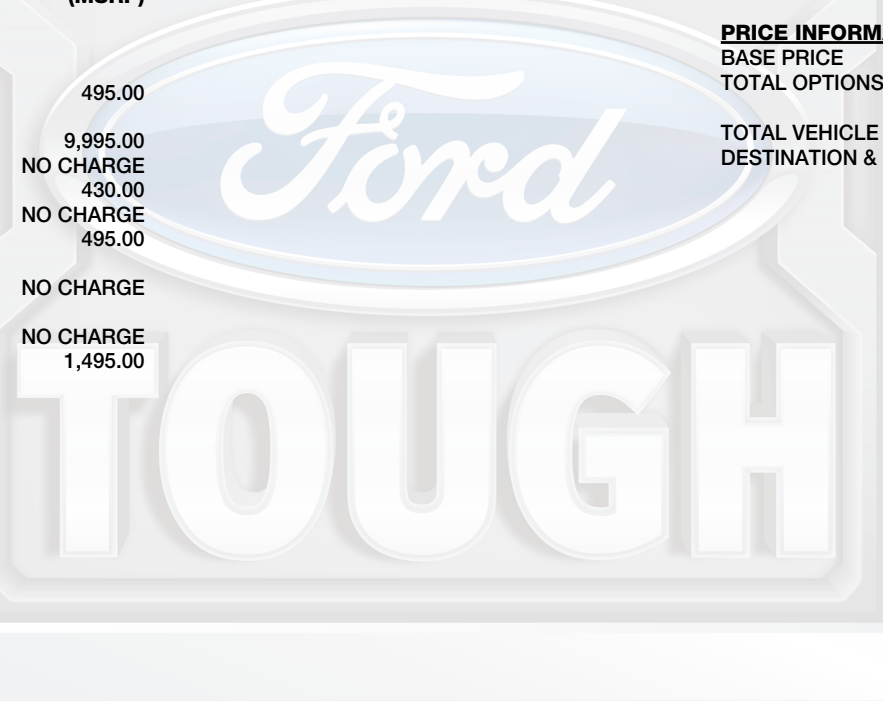 (MSRP)
495.00
9,995.00
NO CHARGE
430.00
NO CHARGE
495.00
NO CHARGE
NO CHARGE
1,495.00
PRICE INFORMA
BASE PRICE
TOTAL OPTIONS
TOTAL VEHICLE
DESTINATION &
Ford
TOUGH